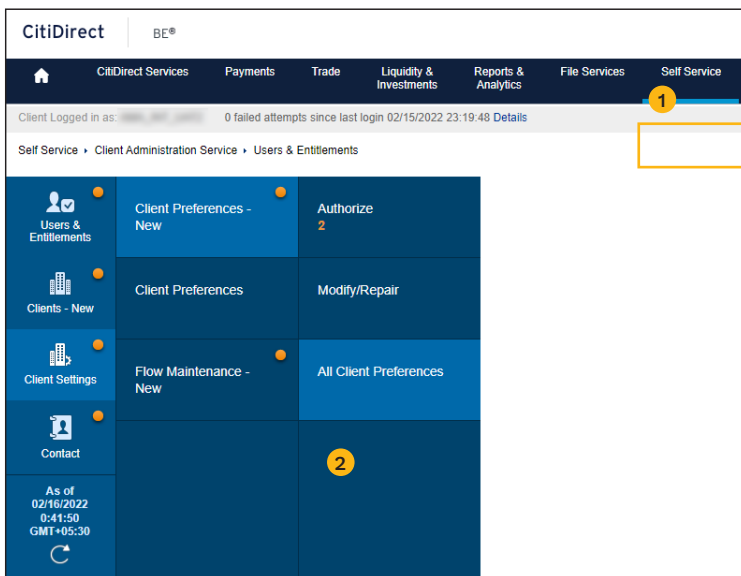 CitiDirect BE®
CitiDirect Services Payments Trade Liquidity & Investments Reports & Analytics File Services Self Service
1
Client Logged in as: 0 failed attempts since last login 02/15/2022 23:19:48 Details
Self Service ▸ Client Administration Service ▸ Users & Entitlements
Users &
Entitlements
Client Preferences -
New
Authorize
2
Clients - New
Client Preferences
Modify/Repair
Client Settings
Flow Maintenance -
New
All Client Preferences
Contact
2
As of
02/16/2022
0:41:50
GMT+05:30